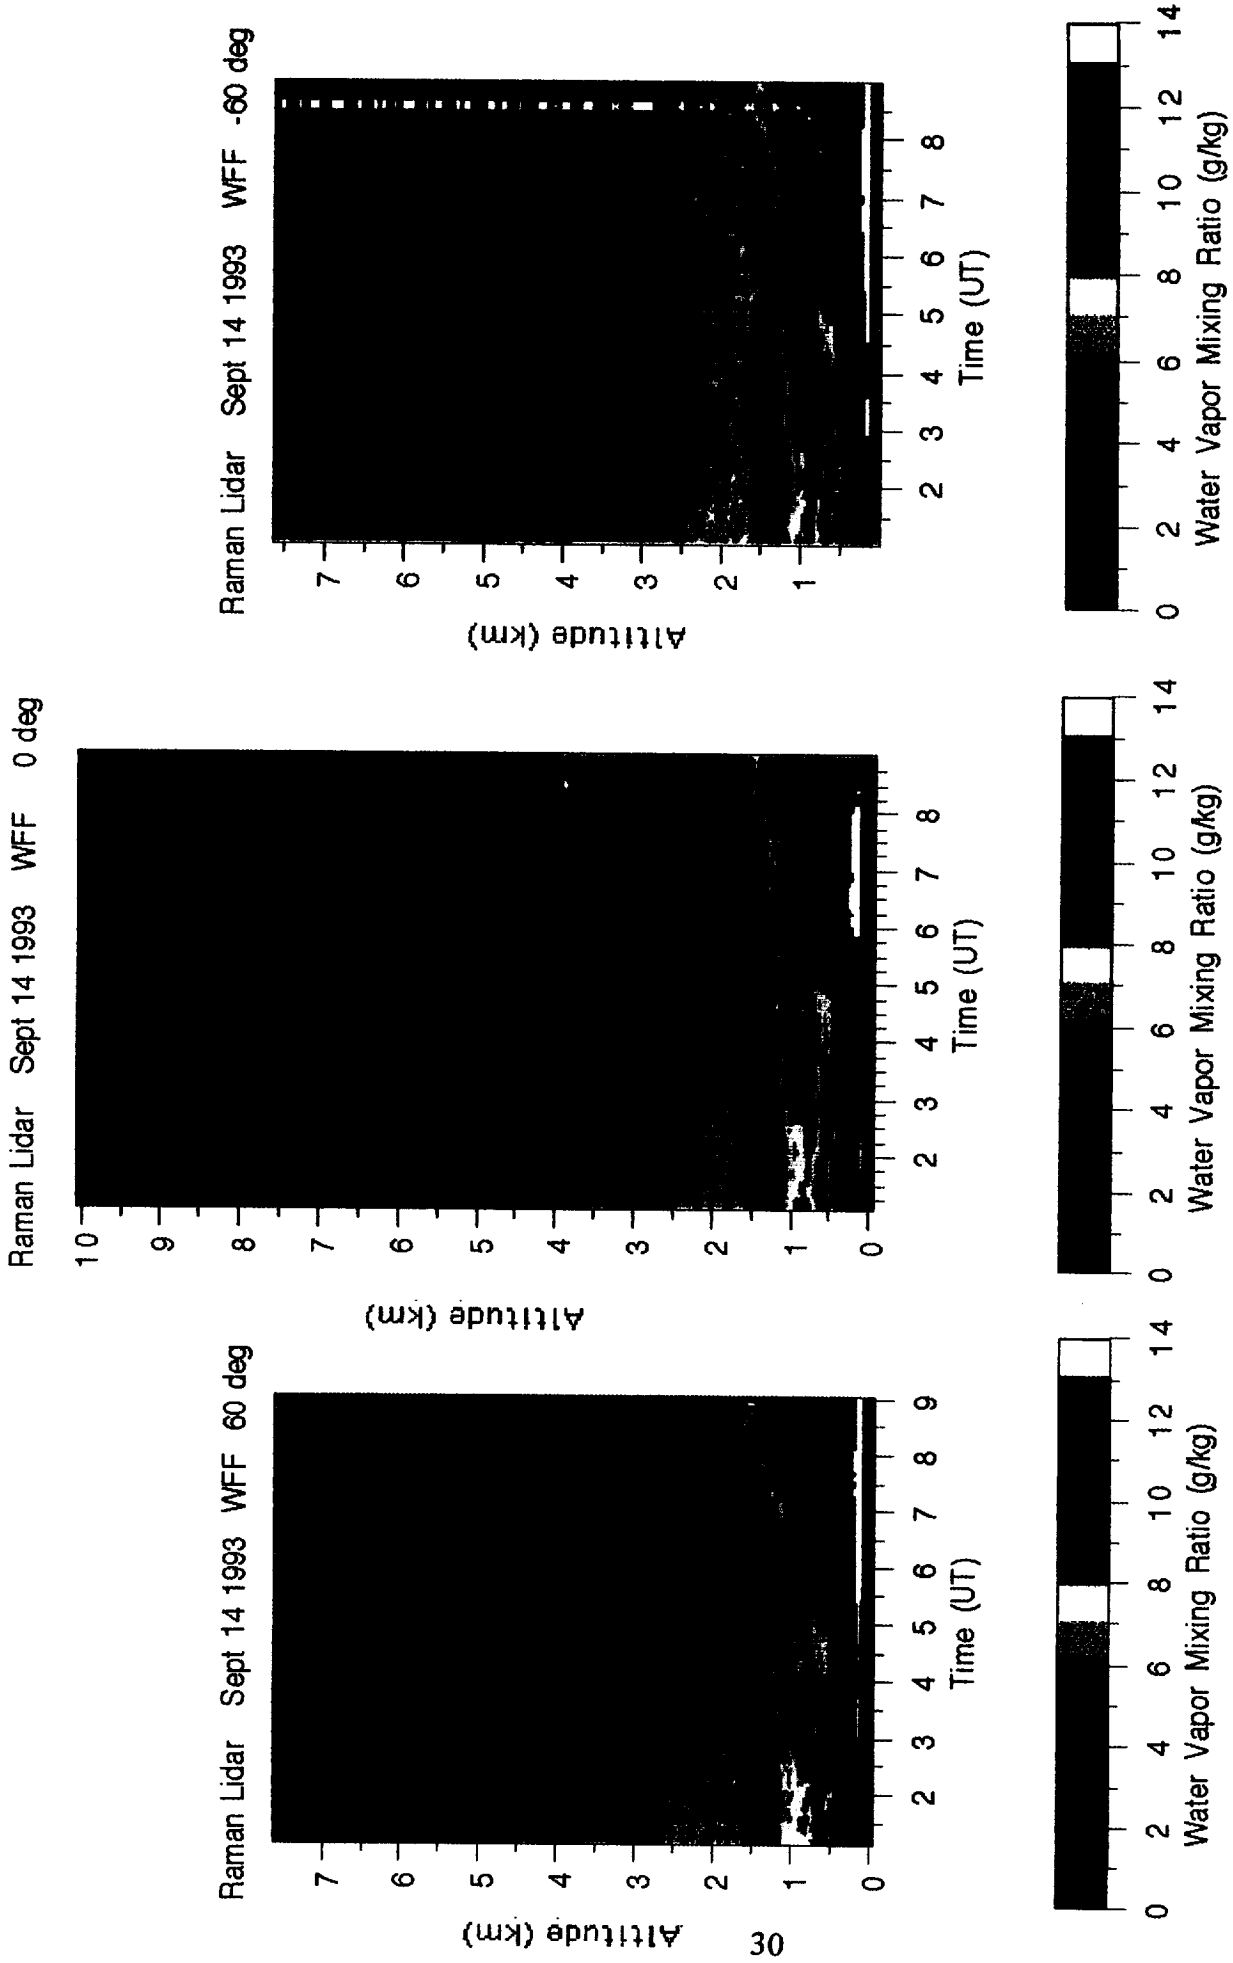 Raman Lidar Sept 14 1993 WFF 60 deg
Altitude (km)
7
6
5
4
3
2
1
0
2 3 4 5 6 7 8 9
Time (UT)
0 2 4 6 8 10 12 14
Water Vapor Mixing Ratio (g/kg)
Raman Lidar Sept 14 1993 WFF 0 deg
Altitude (km)
10
9
8
7
6
5
4
3
2
1
0
2 3 4 5 6 7 8
Time (UT)
0 2 4 6 8 10 12 14
Water Vapor Mixing Ratio (g/kg)
Raman Lidar Sept 14 1993 WFF -60 deg
Altitude (km)
7
6
5
4
3
2
1
2 3 4 5 6 7 8
Time (UT)
0 2 4 6 8 10 12 14
Water Vapor Mixing Ratio (g/kg)
30